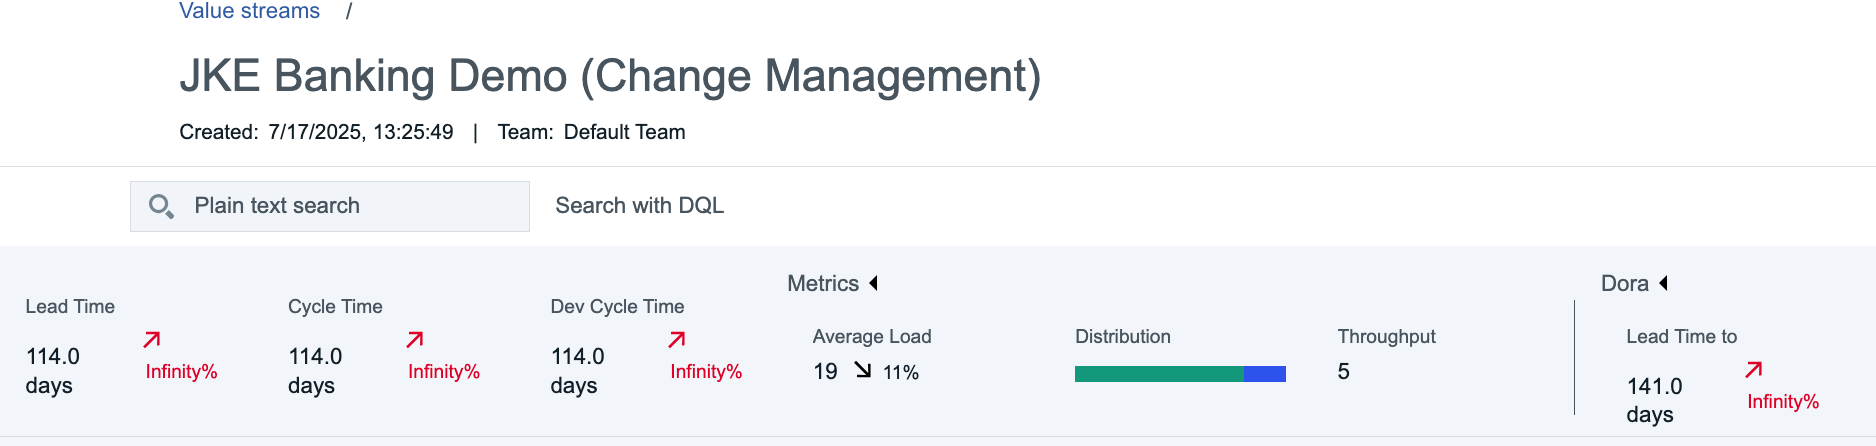 Value streams /
JKE Banking Demo (Change Management)
Created: 7/17/2025, 13:25:49 | Team: Default Team
Plain text search
Search with DQL
Lead Time
114.0
days
Infinity%
Cycle Time
114.0
days
Infinity%
Dev Cycle Time
114.0
days
Infinity%
Metrics
Average Load
19 11%
Distribution
Throughput
5
Dora
Lead Time to
141.0
days
Infinity%